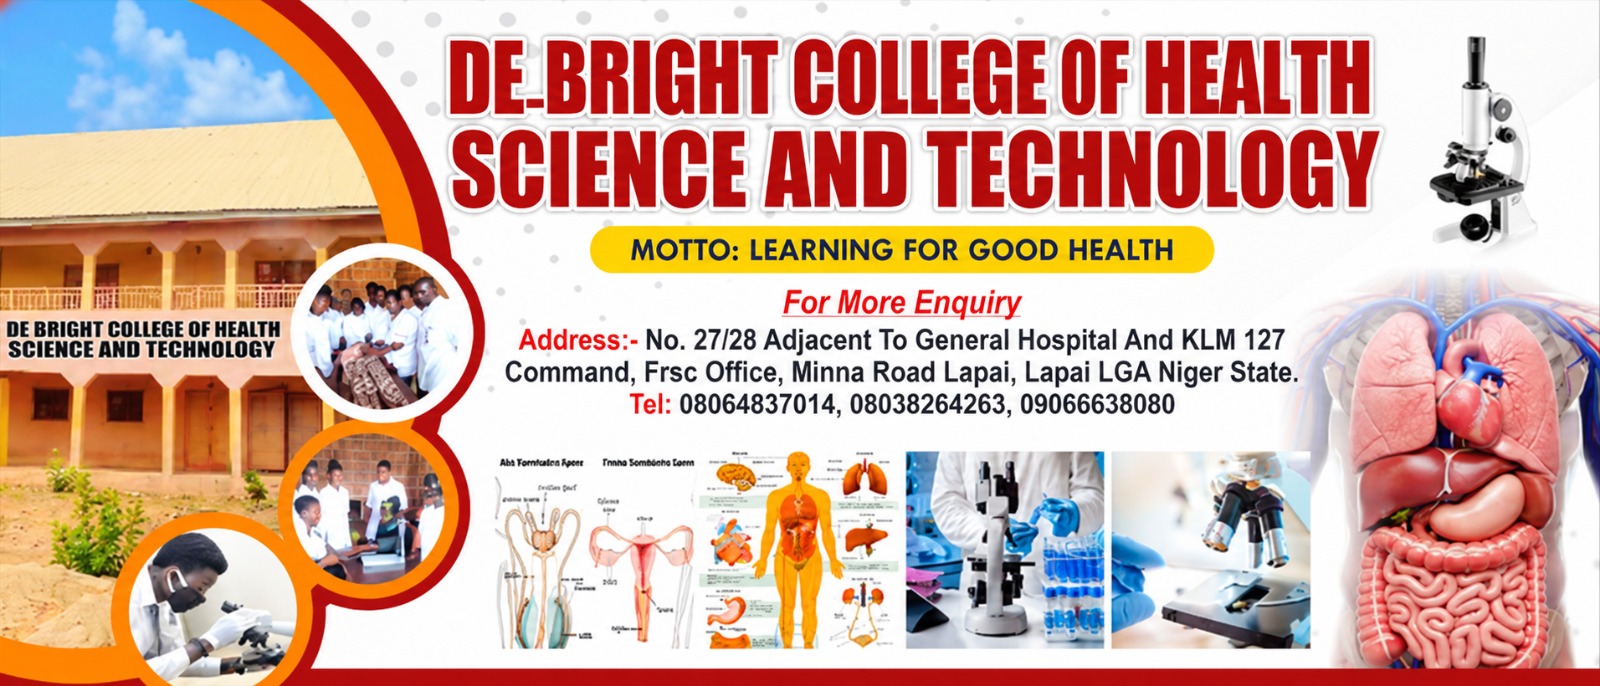 DE-BRIGHT COLLEGE OF HEALTH
SCIENCE AND TECHNOLOGY
MOTTO: LEARNING FOR GOOD HEALTH
For More Enquiry
Address:- No. 27/28 Adjacent To General Hospital And KLM 127
Command, Frsc Office, Minna Road Lapai, Lapai LGA Niger State.
Tel: 08064837014, 08038264263, 09066638080
DE BRIGHT COLLEGE OF HEALTH
SCIENCE AND TECHNOLOGY